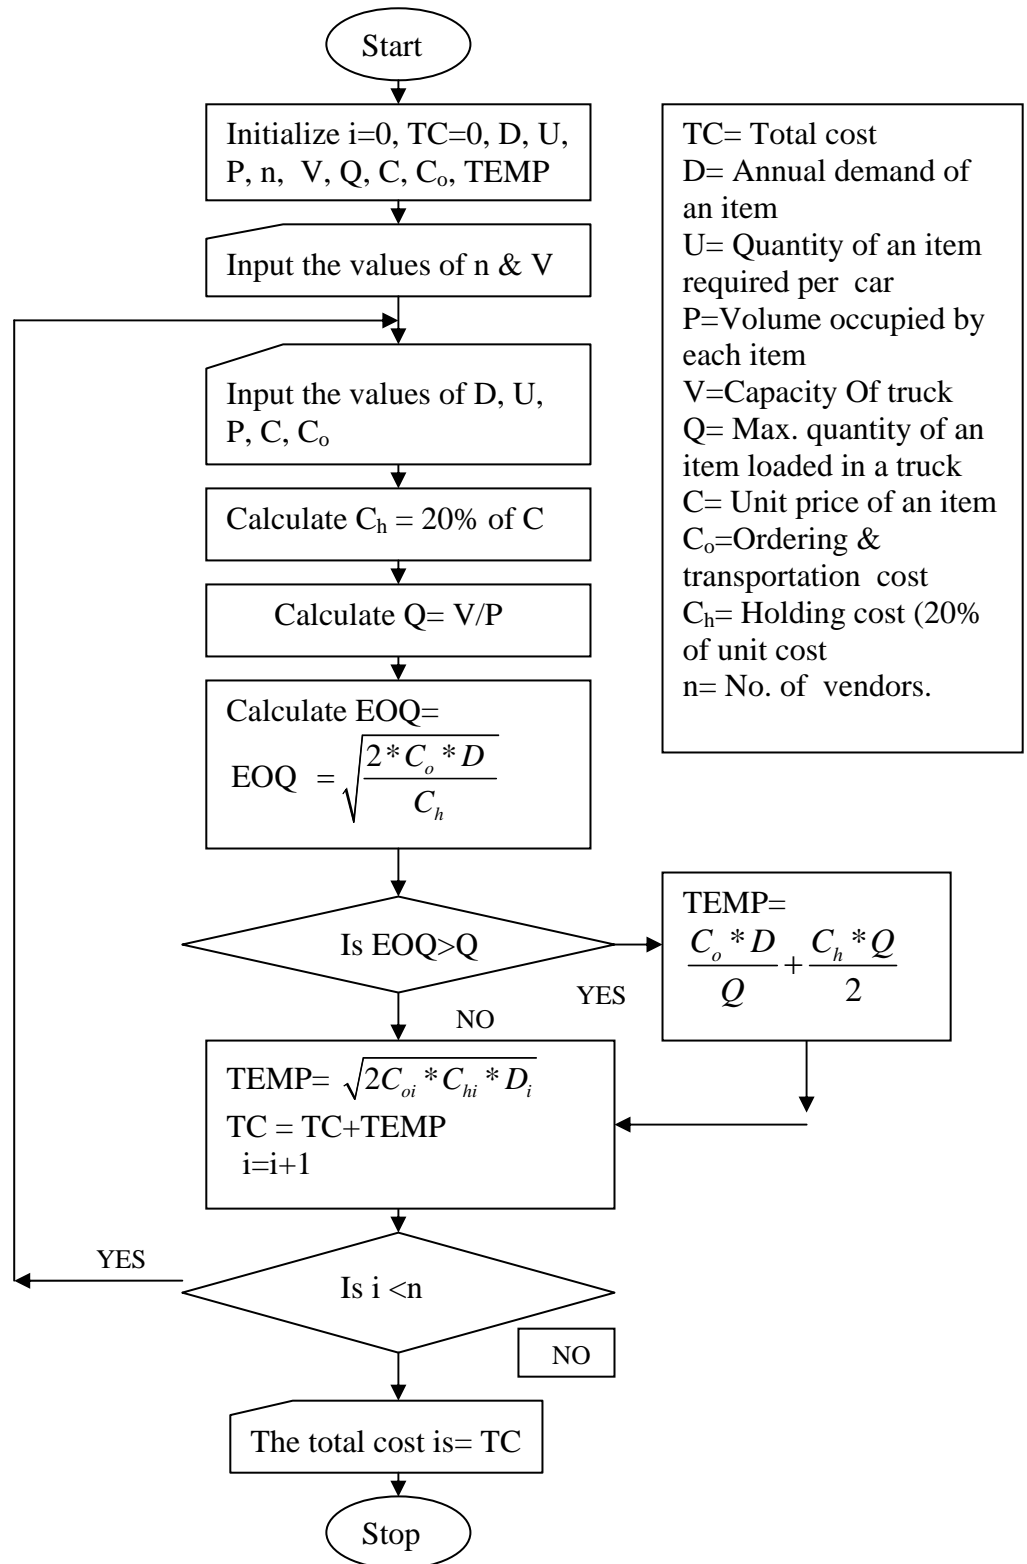 Start
Initialize i=0, TC=0, D, U,
P, n, V, Q, C, Cₒ, TEMP
Input the values of n & V
Input the values of D, U,
P, C, Cₒ
Calculate Cₕ = 20% of C
Calculate Q= V/P
Calculate EOQ=
EOQ = √(2*Cₒ*D / Cₕ)
Is EOQ>Q
YES
NO
TEMP=
Cₒ*D / Q + Cₕ*Q / 2
TEMP= √(2Cₒᵢ*Cₕᵢ*Dᵢ)
TC = TC+TEMP
i=i+1
YES
Is i <n
NO
The total cost is= TC
Stop
TC= Total cost
D= Annual demand of
an item
U= Quantity of an item
required per car
P=Volume occupied by
each item
V=Capacity Of truck
Q= Max. quantity of an
item loaded in a truck
C= Unit price of an item
Cₒ=Ordering &
transportation cost
Cₕ= Holding cost (20%
of unit cost
n= No. of vendors.